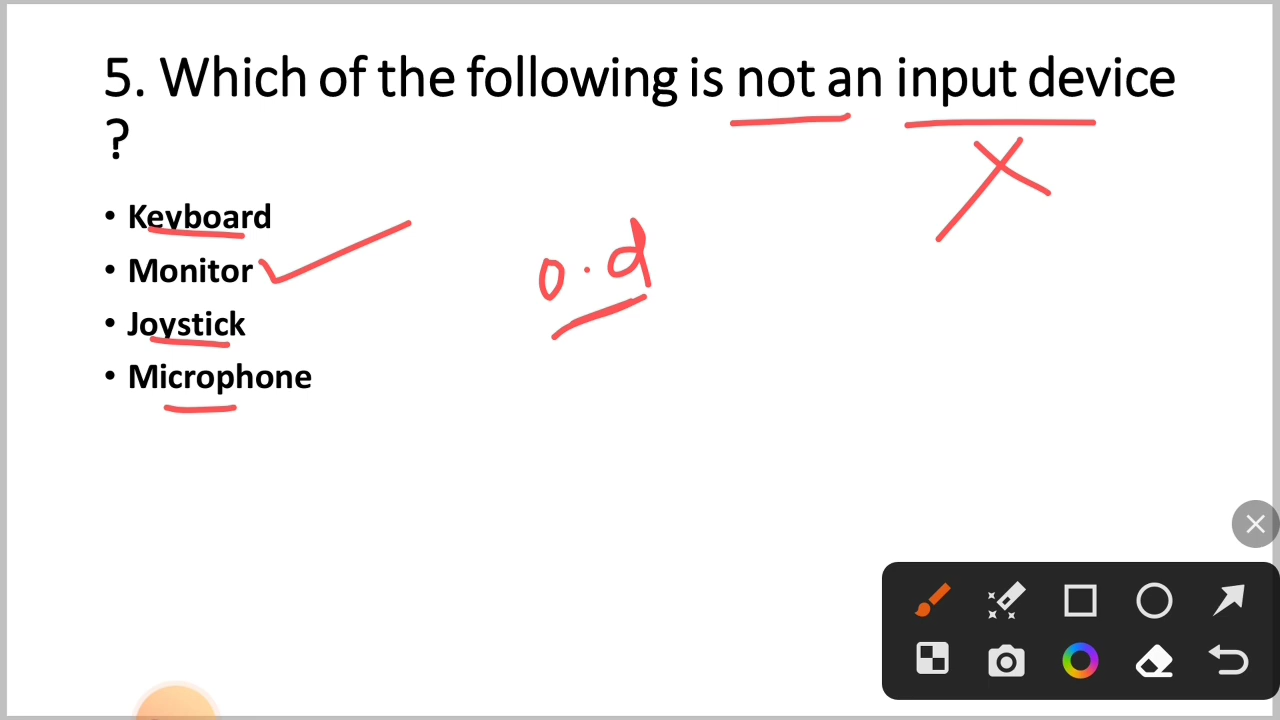 5. Which of the following is not an input device
?
• Keyboard
• Monitor
• Joystick
• Microphone
o.d